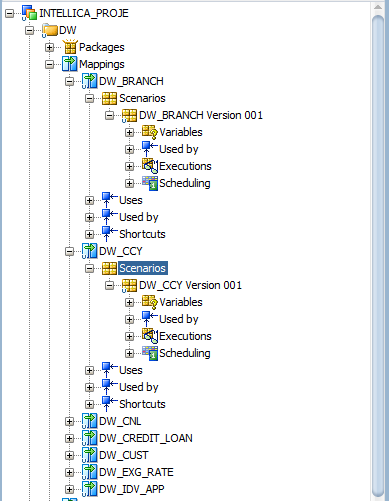 INTELLICA_PROJE
DW
Packages
Mappings
DW_BRANCH
Scenarios
DW_BRANCH Version 001
Variables
Used by
Executions
Scheduling
Uses
Used by
Shortcuts
DW_CCY
Scenarios
DW_CCY Version 001
Variables
Used by
Executions
Scheduling
Uses
Used by
Shortcuts
DW_CNL
DW_CREDIT_LOAN
DW_CUST
DW_EXG_RATE
DW_IDV_APP